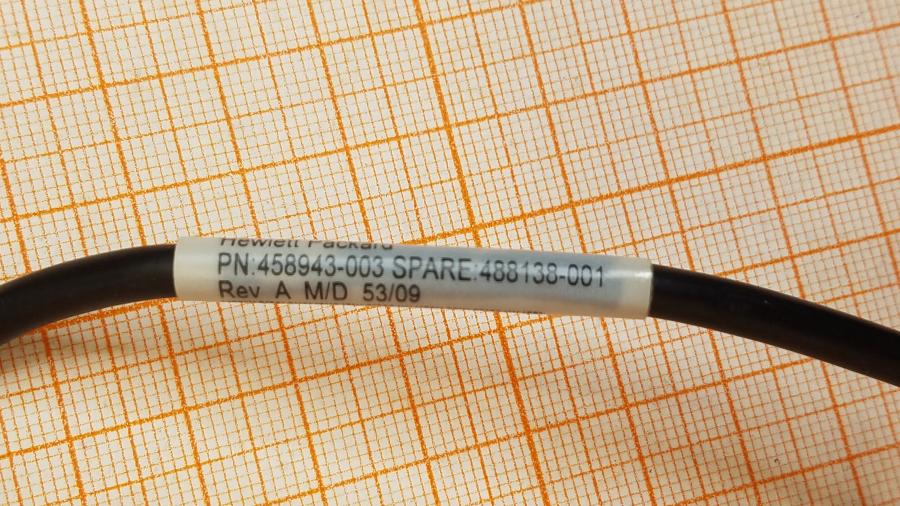 Hewlett Packard
PN:458943-003 SPARE:488138-001
Rev A M/D 53/09